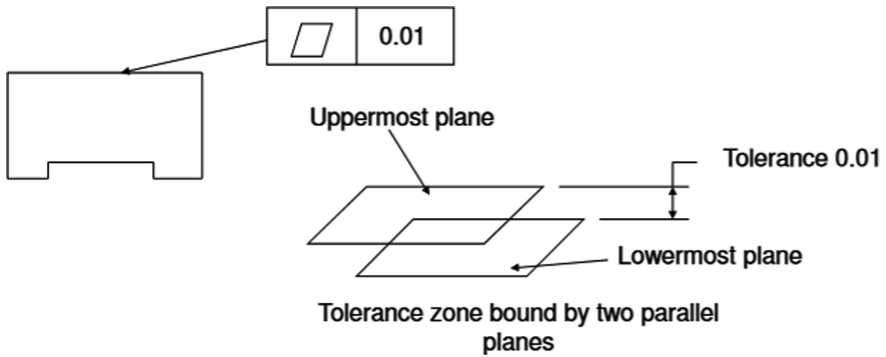 0.01
Uppermost plane
Tolerance 0.01
Lowermost plane
Tolerance zone bound by two parallel
planes